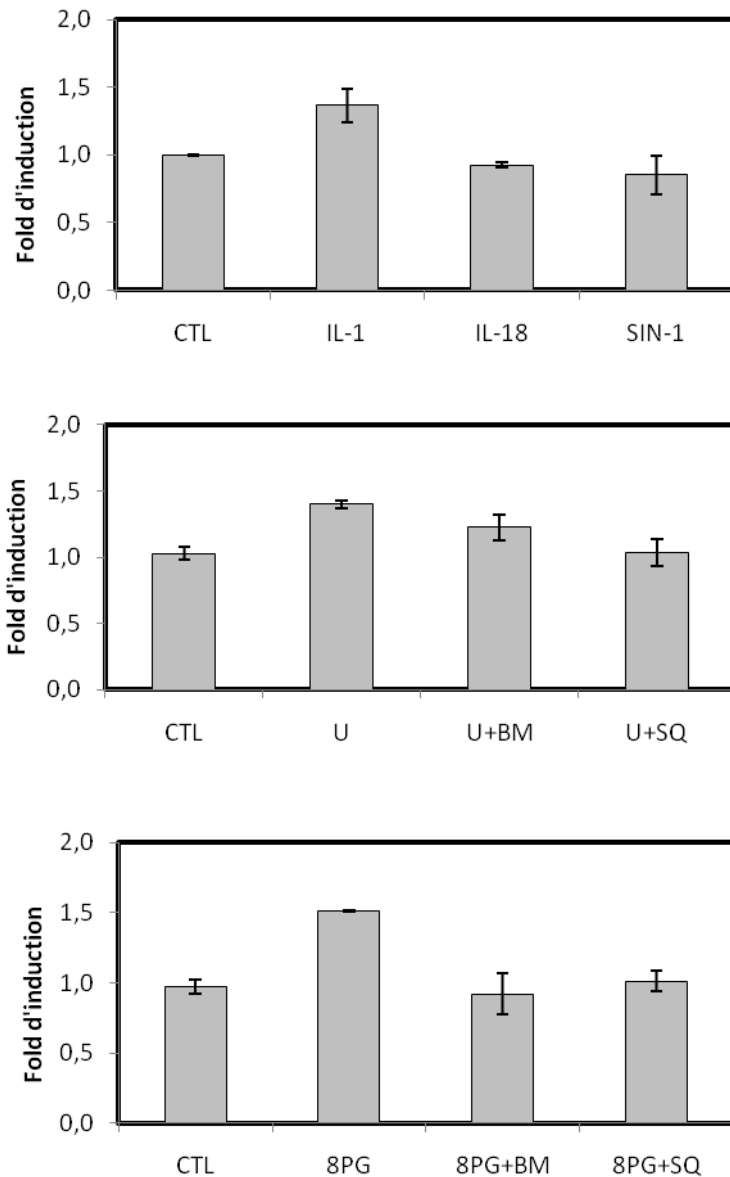 Fold d'induction
2,0
1,5
1,0
0,5
0,0
CTL IL-1 IL-18 SIN-1
Fold d'induction
2,0
1,5
1,0
0,5
0,0
CTL U U+BM U+SQ
Fold d'induction
2,0
1,5
1,0
0,5
0,0
CTL 8PG 8PG+BM 8PG+SQ